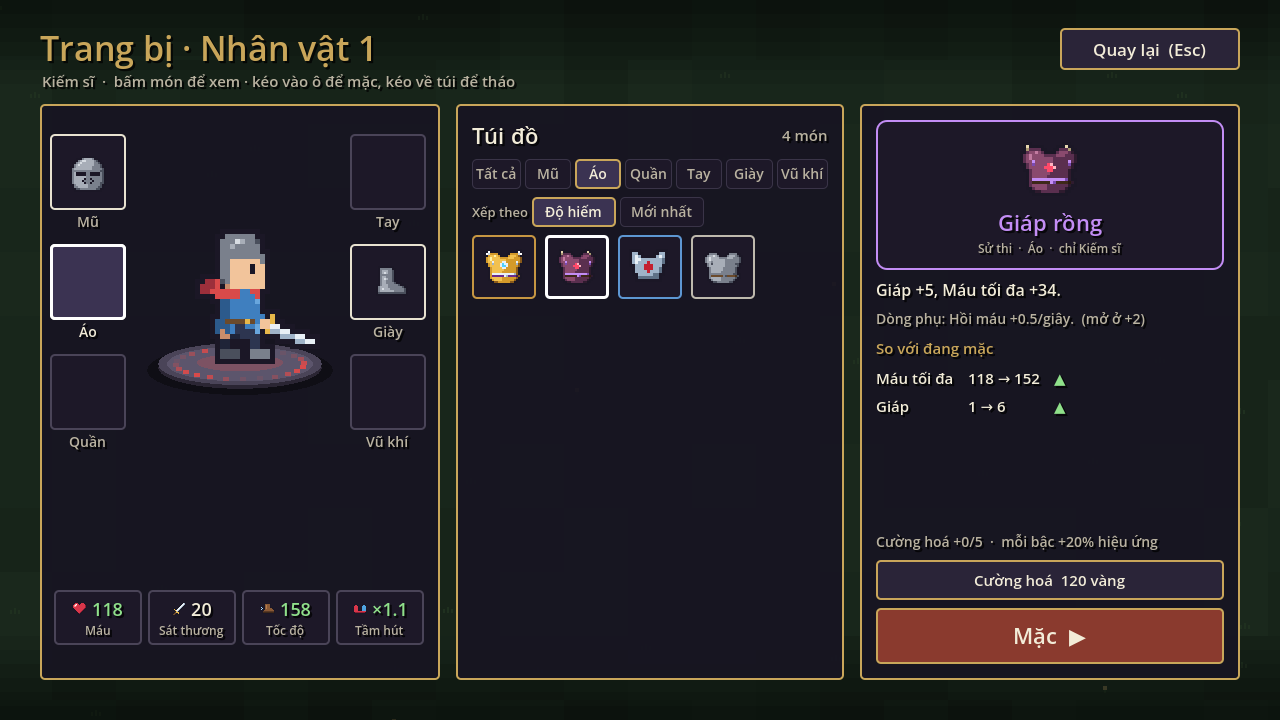 Trang bị · Nhân vật 1
Quay lại (Esc)
Kiếm sĩ · bấm món để xem · kéo vào ô để mặc, kéo về túi để tháo
Mũ
Tay
Áo
Giày
Quần
Vũ khí
118
20
158
×1.1
Máu
Sát thương
Tốc độ
Tầm hút
Túi đồ
4 món
Tất cả
Mũ
Áo
Quần
Tay
Giày
Vũ khí
Xếp theo
Độ hiếm
Mới nhất
Giáp rồng
Sử thi · Áo · chỉ Kiếm sĩ
Giáp +5, Máu tối đa +34.
Dòng phụ: Hồi máu +0.5/giây. (mở ở +2)
So với đang mặc
Máu tối đa 118 → 152 ▲
Giáp 1 → 6 ▲
Cường hoá +0/5 · mỗi bậc +20% hiệu ứng
Cường hoá 120 vàng
Mặc ▶